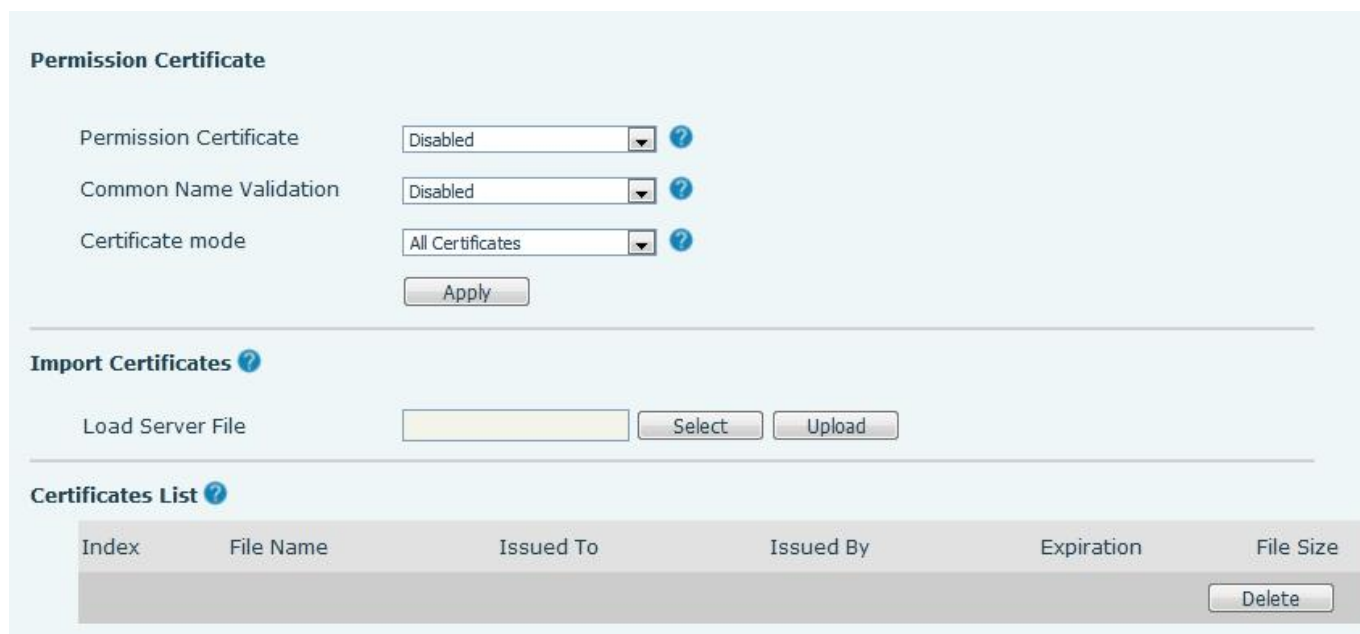 Permission Certificate
Permission Certificate Disabled ?
Common Name Validation Disabled ?
Certificate mode All Certificates ?
Apply
Import Certificates ?
Load Server File Select Upload
Certificates List ?
Index File Name Issued To Issued By Expiration File Size
Delete